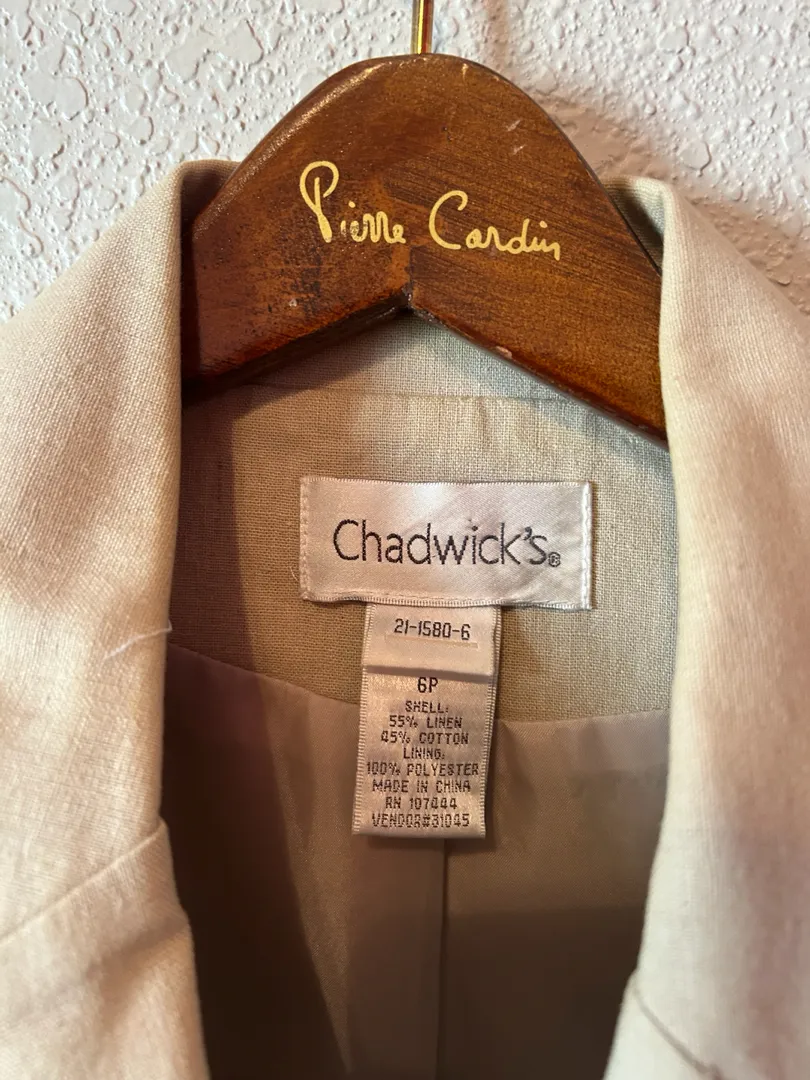 Pierre Cardin
Chadwick's®
21-1580-6
6P
SHELL:
55% LINEN
45% COTTON
LINING:
100% POLYESTER
MADE IN CHINA
RN 107444
VENDOR#31045